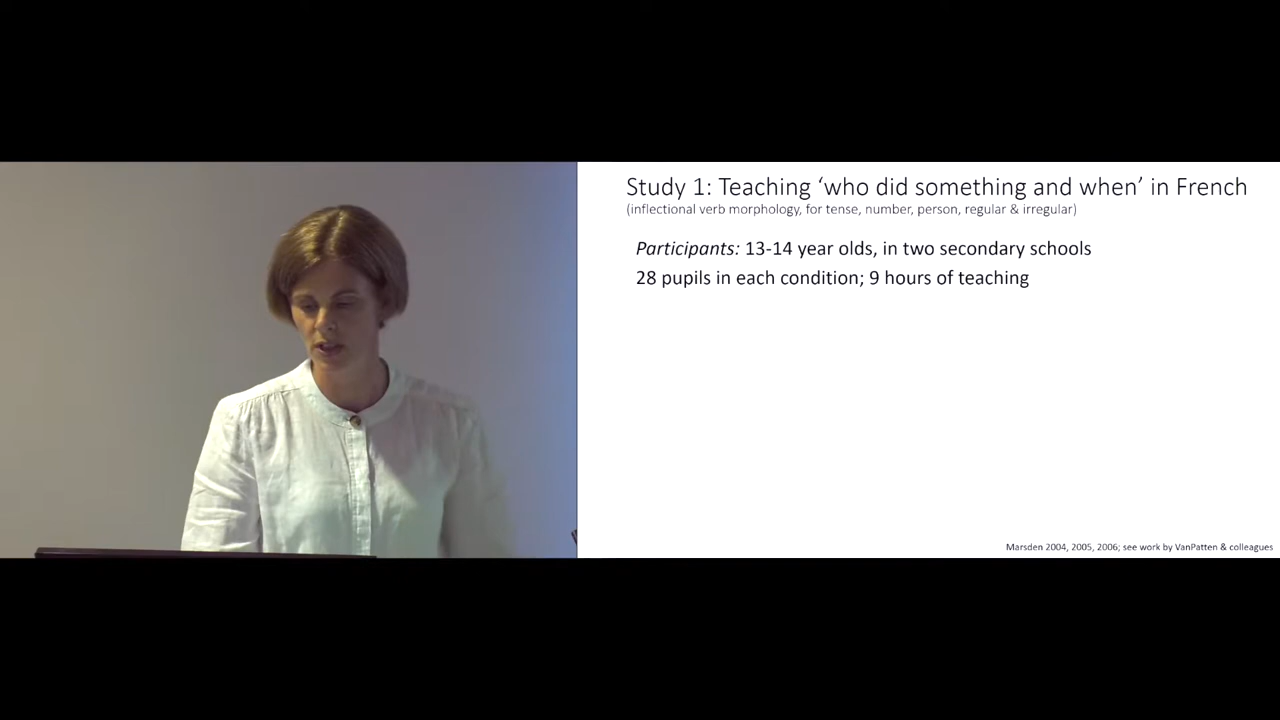 Study 1: Teaching ‘who did something and when’ in French
(inflectional verb morphology, for tense, number, person, regular & irregular)
Participants: 13-14 year olds, in two secondary schools
28 pupils in each condition; 9 hours of teaching
Marsden 2004, 2005, 2006; see work by VanPatten & colleagues